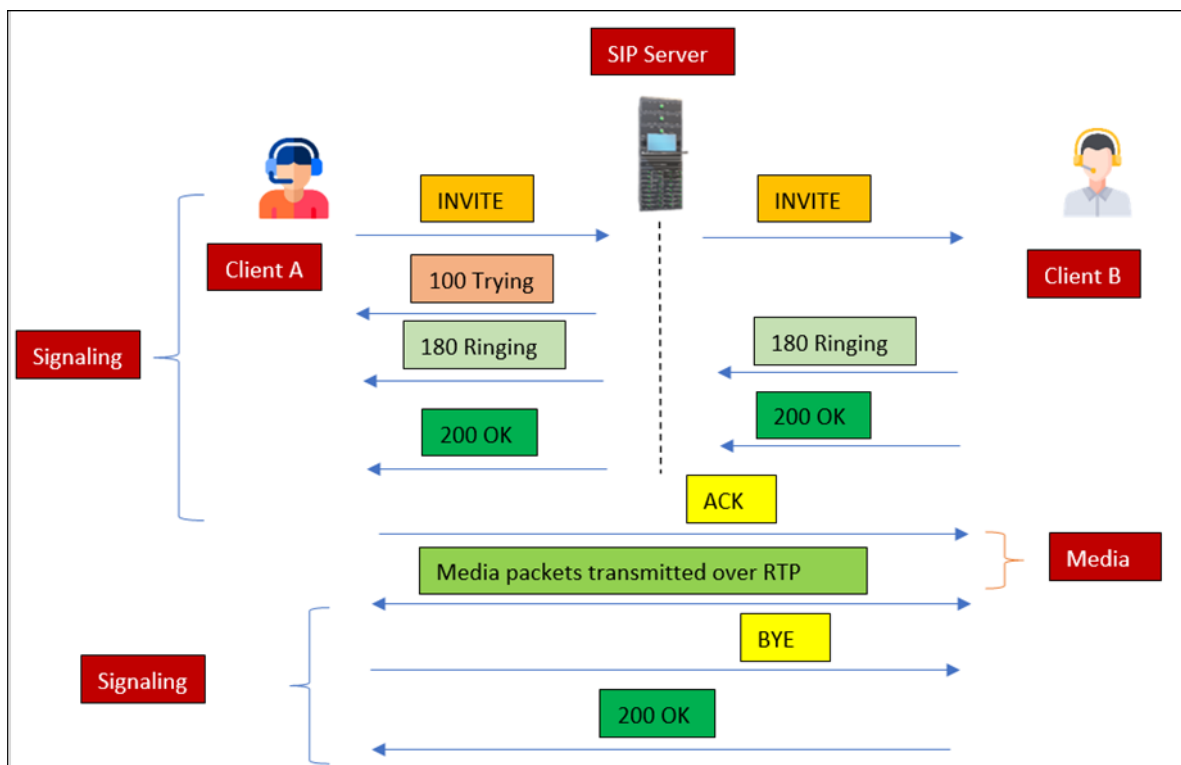 SIP Server
INVITE
INVITE
Client A
Client B
100 Trying
180 Ringing
180 Ringing
Signaling
200 OK
200 OK
ACK
Media packets transmitted over RTP
Media
BYE
Signaling
200 OK